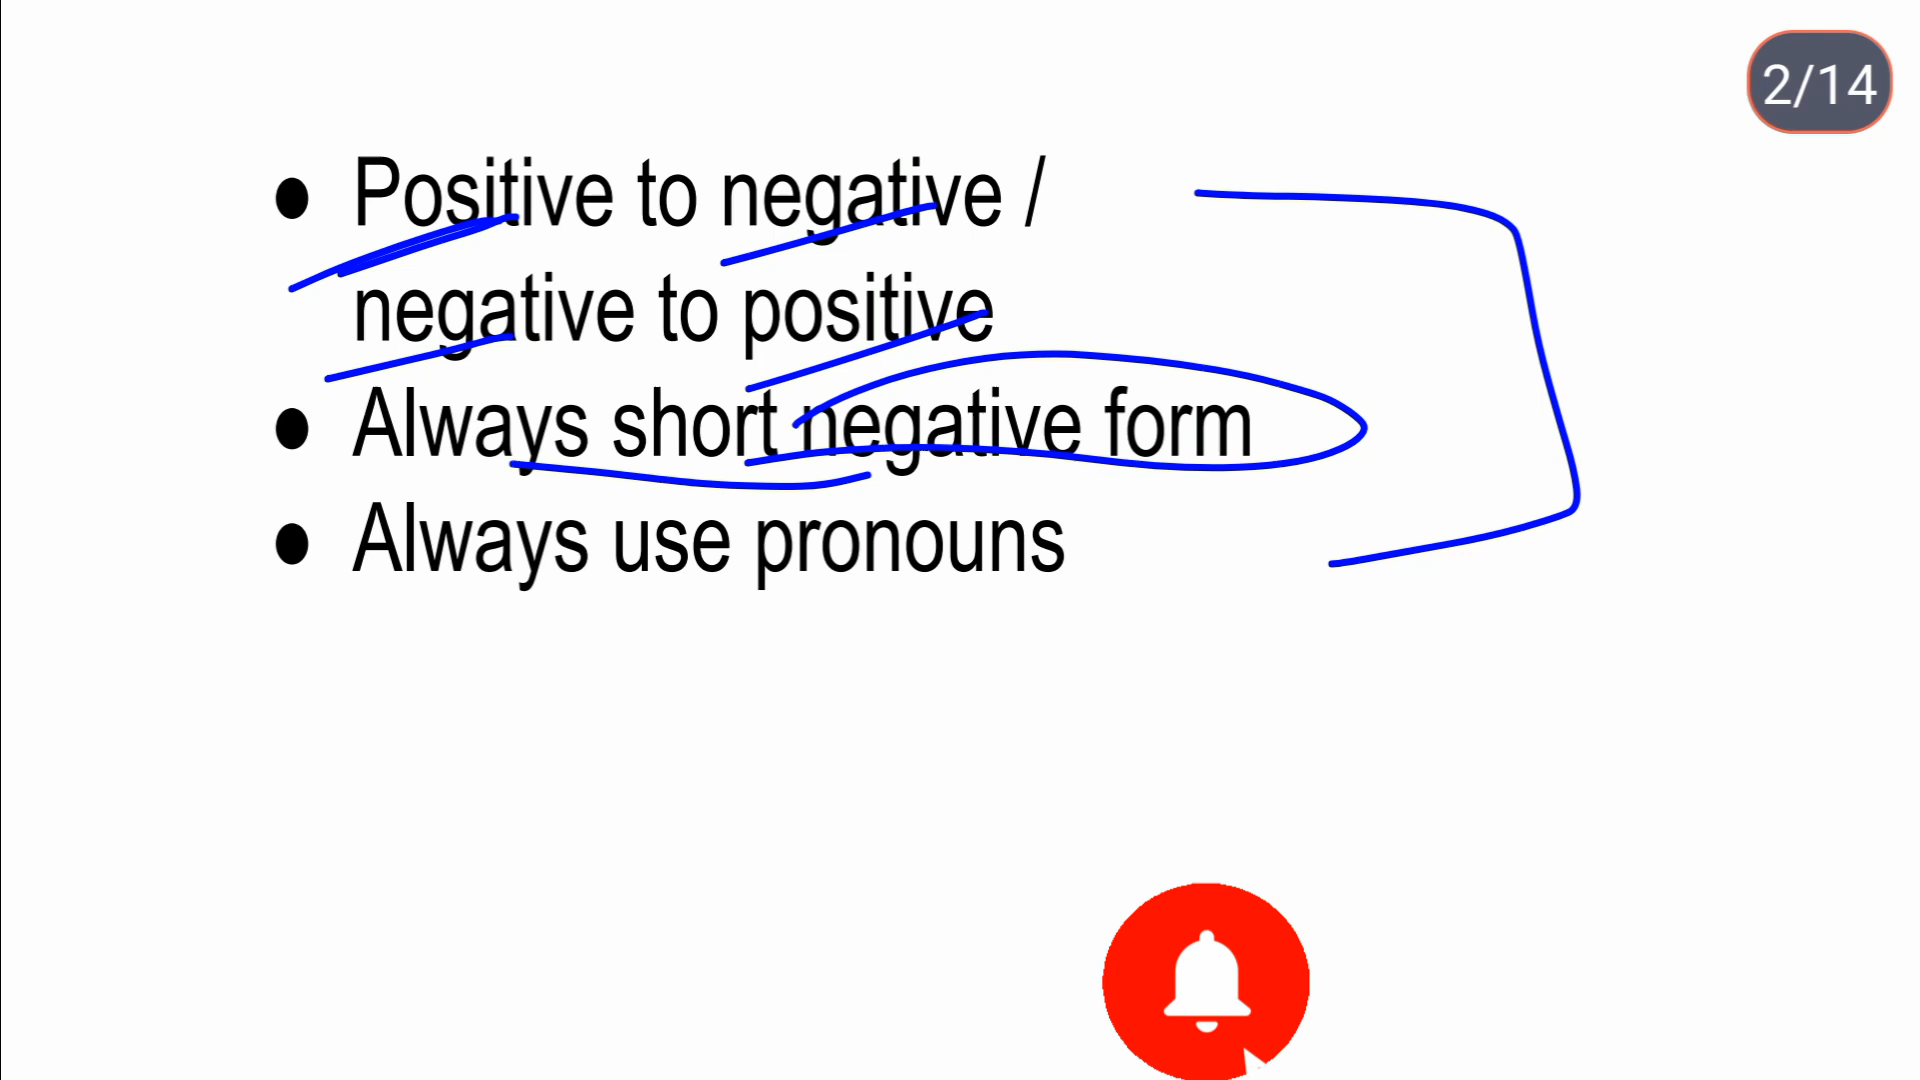 2/14
● Positive to negative /
negative to positive
● Always short negative form
● Always use pronouns